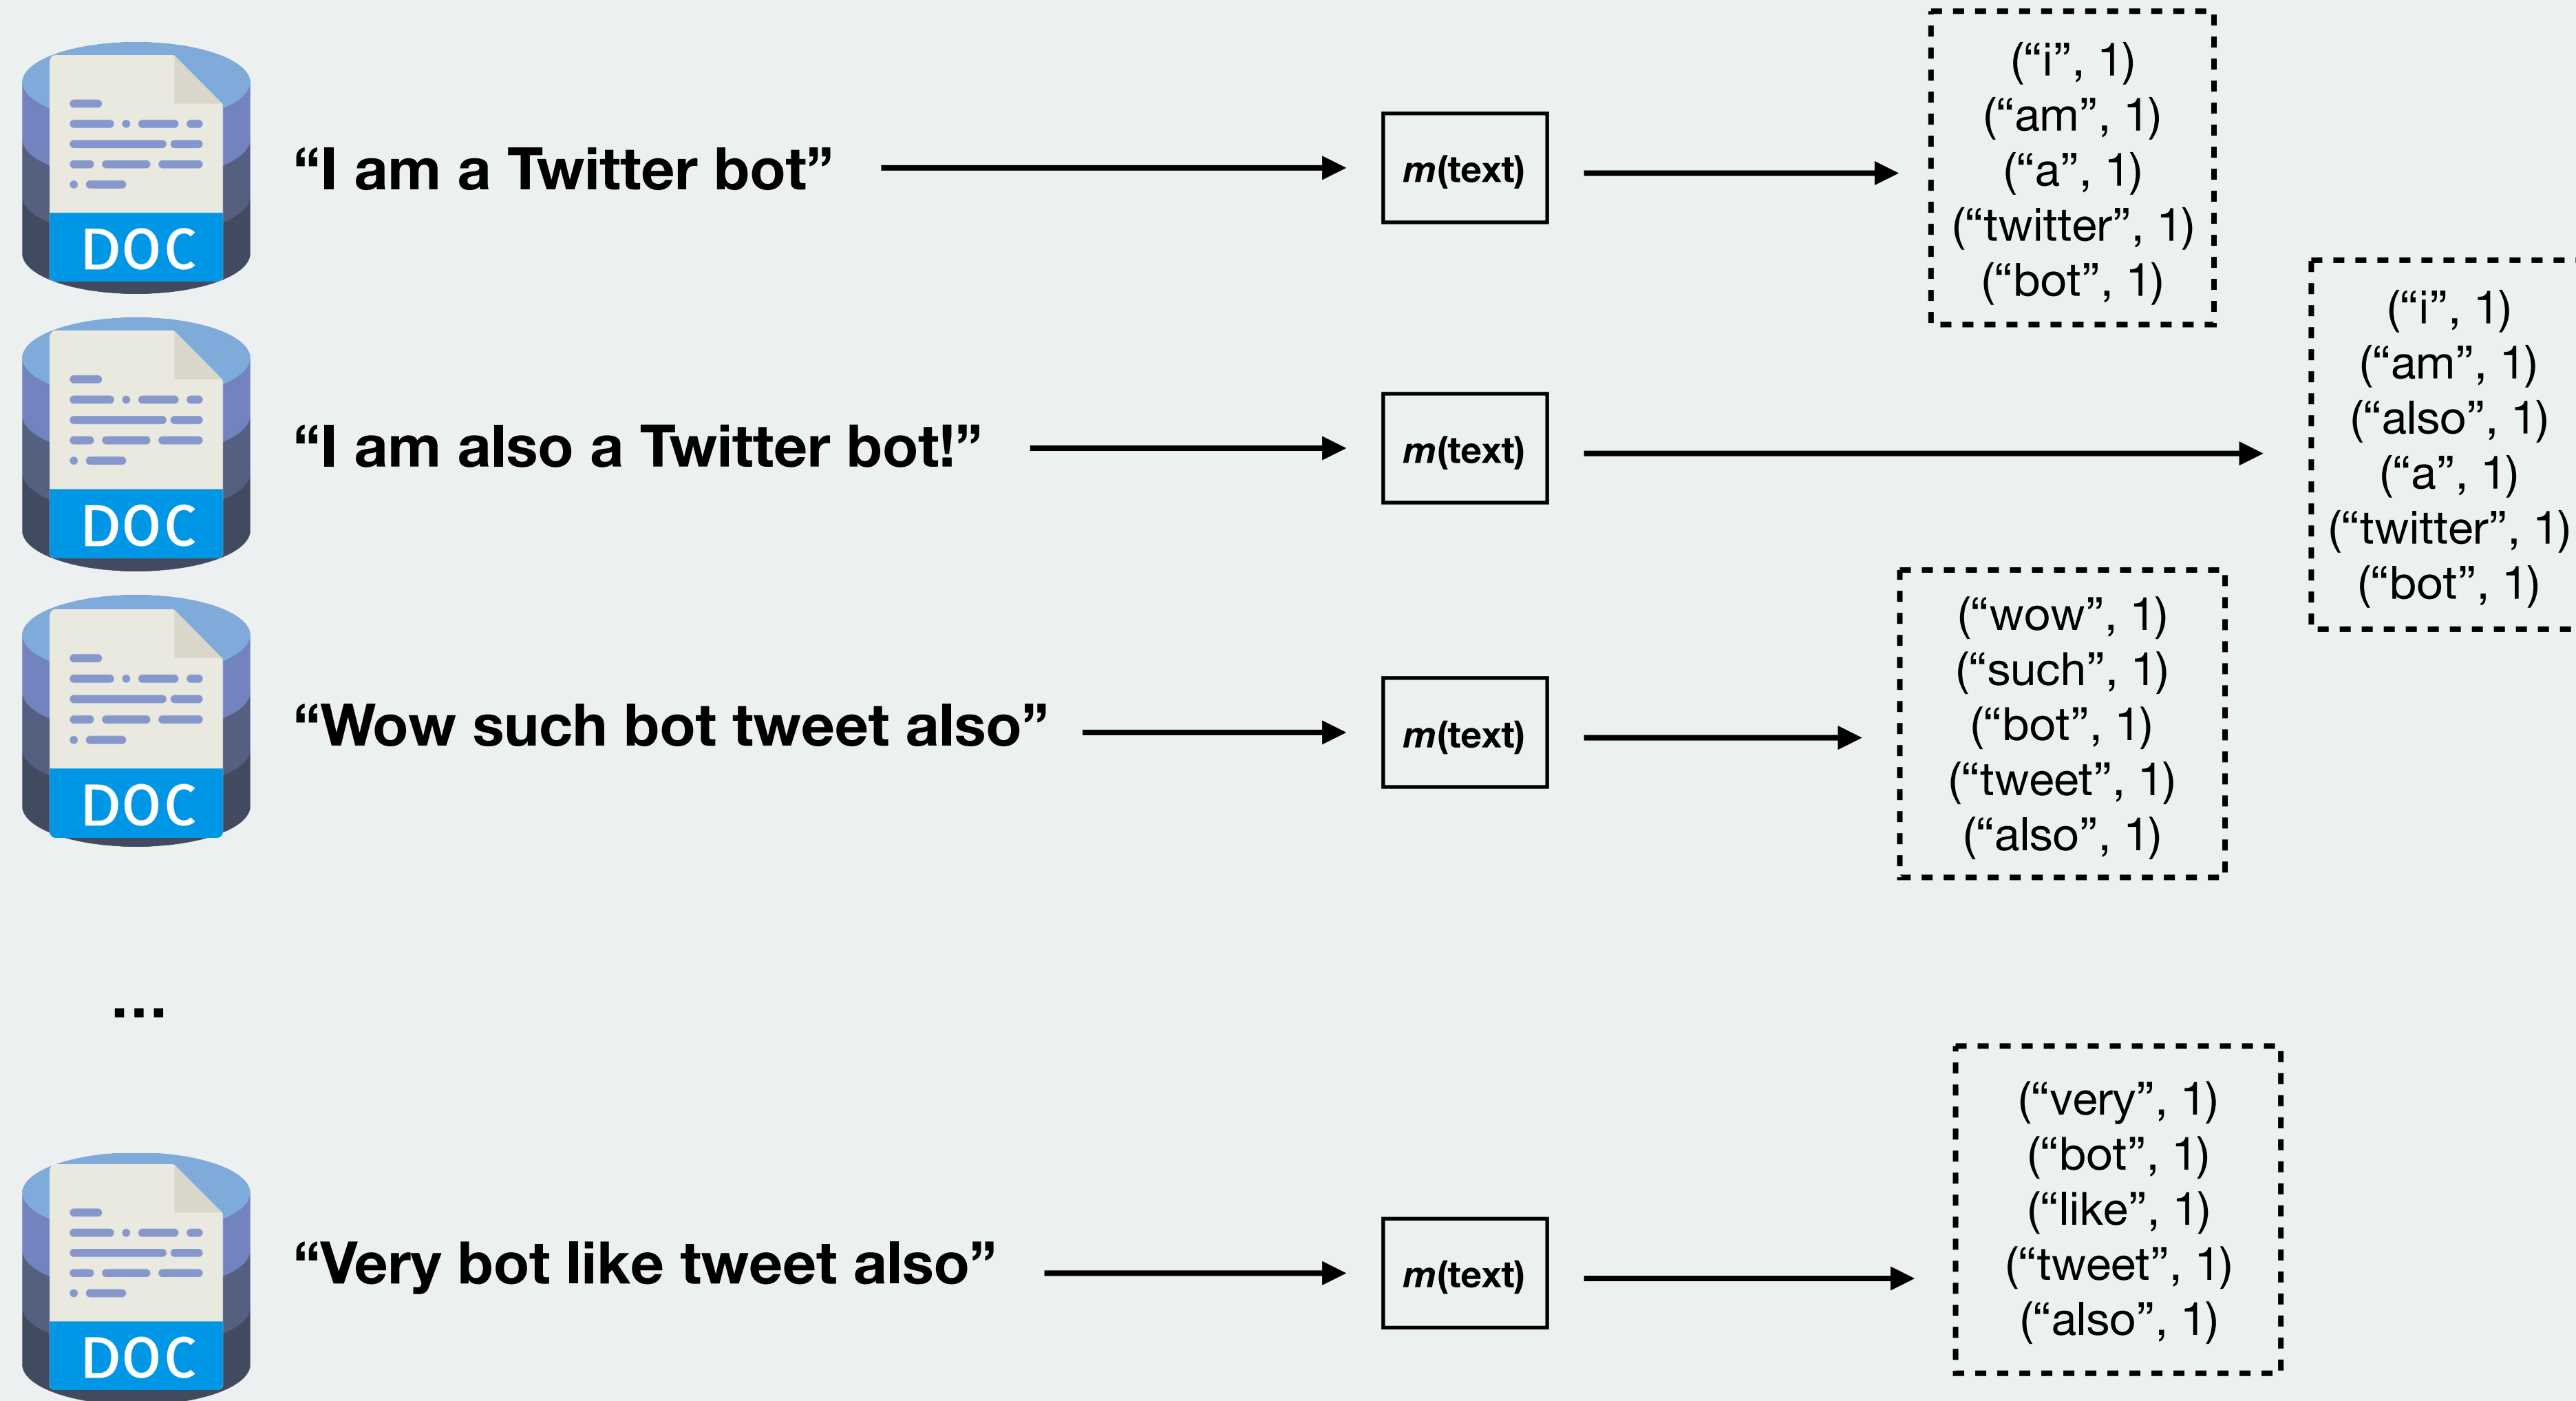 DOC
“I am a Twitter bot”
m(text)
(“i”, 1)
(“am”, 1)
(“a”, 1)
(“twitter”, 1)
(“bot”, 1)
DOC
“I am also a Twitter bot!”
m(text)
(“i”, 1)
(“am”, 1)
(“also”, 1)
(“a”, 1)
(“twitter”, 1)
(“bot”, 1)
DOC
“Wow such bot tweet also”
m(text)
(“wow”, 1)
(“such”, 1)
(“bot”, 1)
(“tweet”, 1)
(“also”, 1)
...
DOC
“Very bot like tweet also”
m(text)
(“very”, 1)
(“bot”, 1)
(“like”, 1)
(“tweet”, 1)
(“also”, 1)